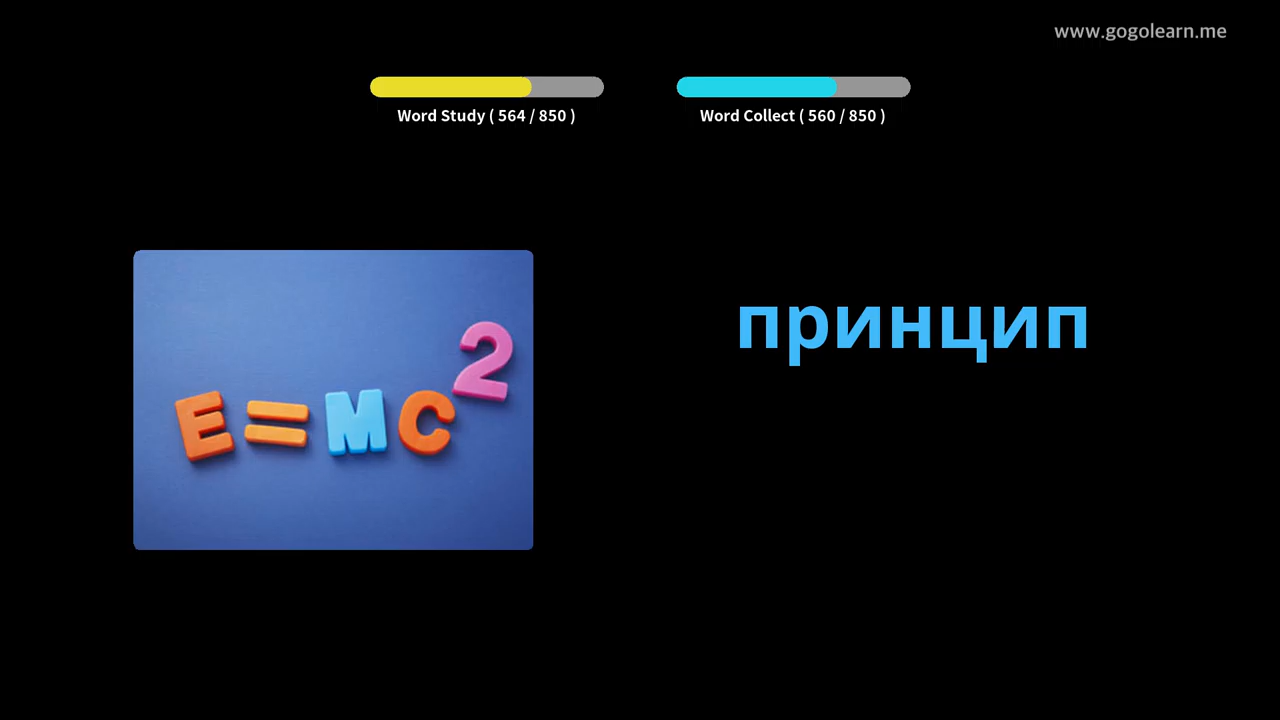 www.gogolearn.me
Word Study ( 564 / 850 )
Word Collect ( 560 / 850 )
принцип
E=MC²